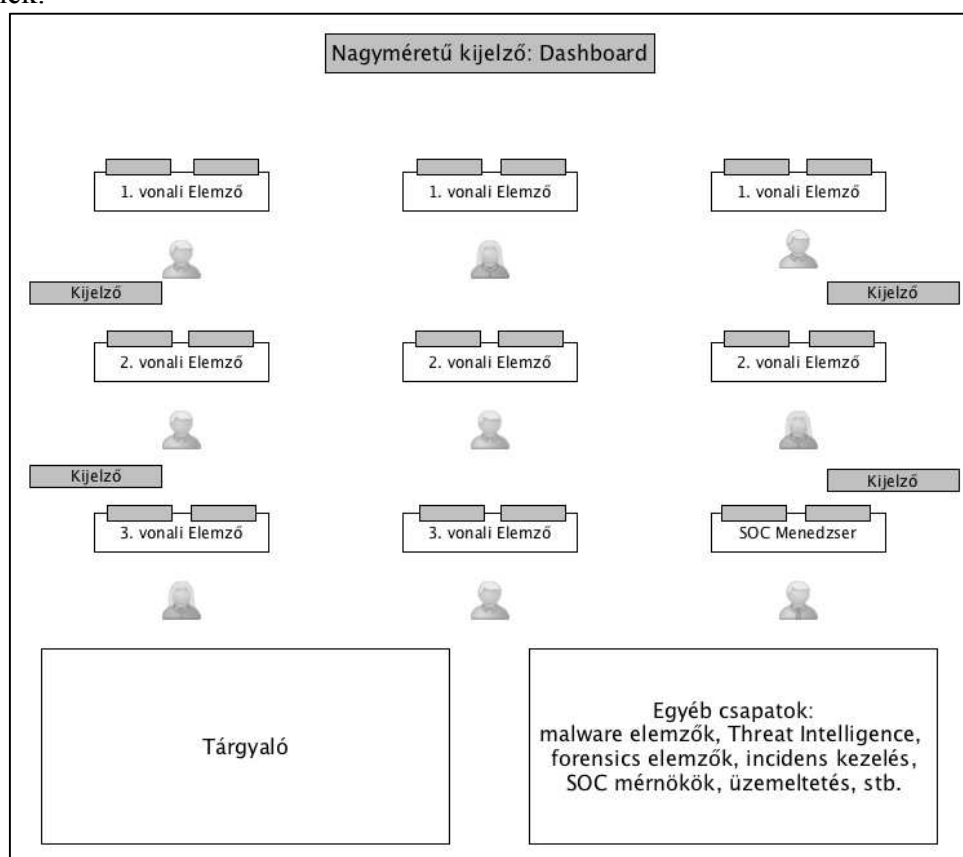 Nagyméretű kijelző: Dashboard
1. vonali Elemző
1. vonali Elemző
1. vonali Elemző
Kijelző
Kijelző
2. vonali Elemző
2. vonali Elemző
2. vonali Elemző
Kijelző
Kijelző
3. vonali Elemző
3. vonali Elemző
SOC Menedzser
Tárgyaló
Egyéb csapatok:
malware elemzők, Threat Intelligence,
forensics elemzők, incidens kezelés,
SOC mérnökök, üzemeltetés, stb.